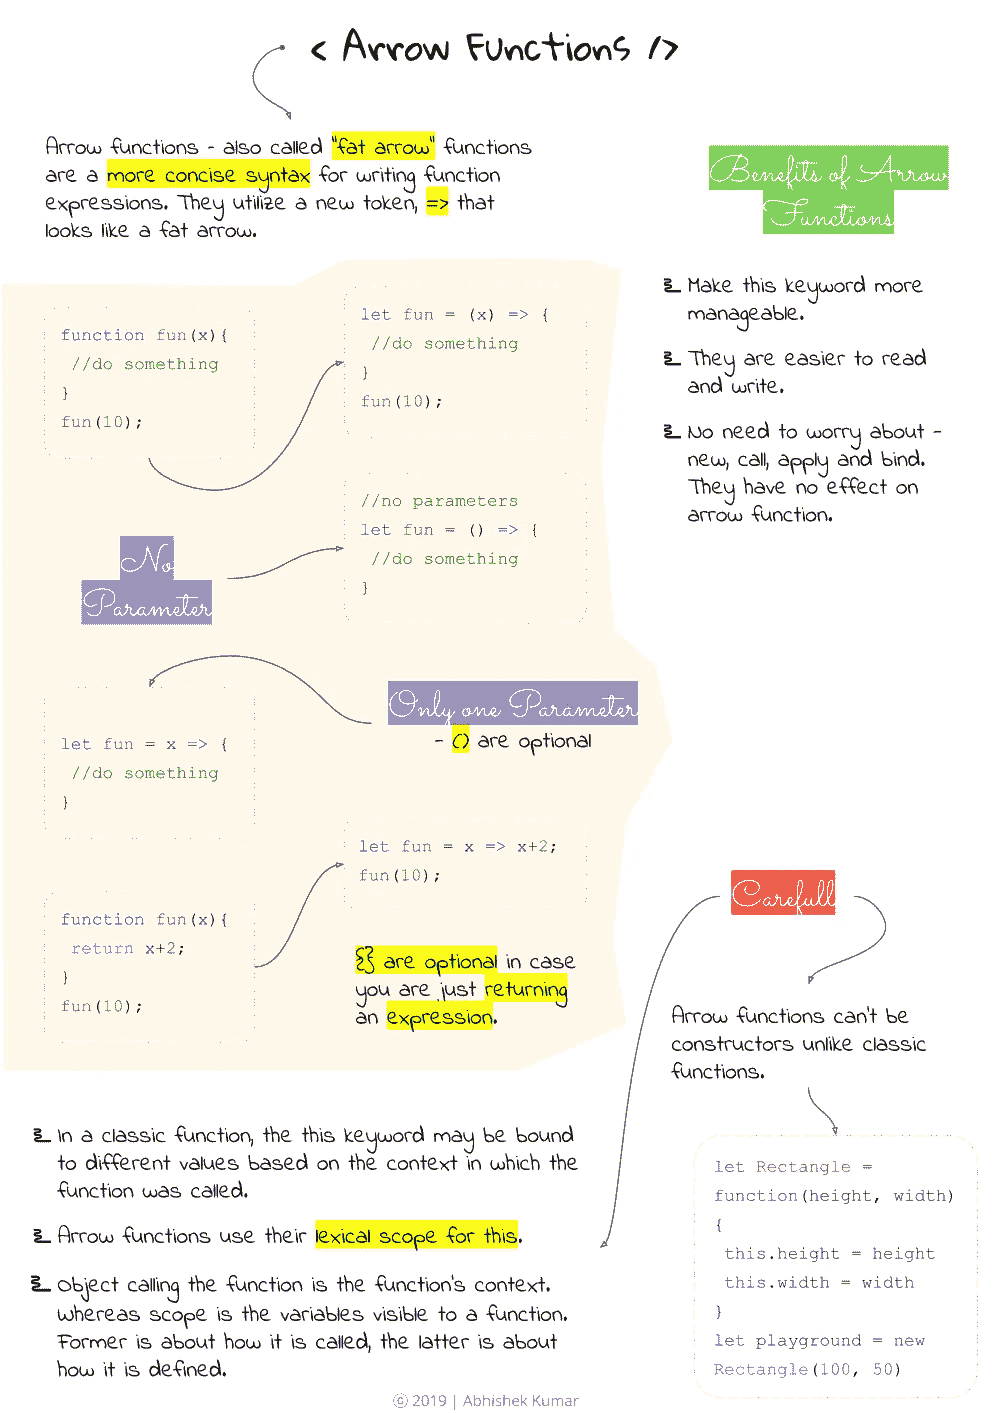 < Arrow Functions />
Arrow functions - also called "fat arrow" functions
are a more concise syntax for writing function
expressions. They utilize a new token, => that
looks like a fat arrow.
Benefits of Arrow
Functions
Make this keyword more
manageable.
They are easier to read
and write.
No need to worry about -
new, call, apply and bind.
They have no effect on
arrow function.
function fun(x){
//do something
}
fun(10);
let fun = (x) => {
//do something
}
fun(10);
No
Parameter
//no parameters
let fun = () => {
//do something
}
Only one Parameter
- () are optional
let fun = x => {
//do something
}
function fun(x){
return x+2;
}
fun(10);
let fun = x => x+2;
fun(10);
{} are optional in case
you are just returning
an expression.
Carefull
Arrow functions can't be
constructors unlike classic
functions.
let Rectangle =
function(height, width)
{
this.height = height
this.width = width
}
let playground = new
Rectangle(100, 50)
In a classic function, the this keyword may be bound
to different values based on the context in which the
function was called.
Arrow functions use their lexical scope for this.
Object calling the function is the function's context.
whereas scope is the variables visible to a function.
Former is about how it is called, the latter is about
how it is defined.
© 2019 | Abhishek Kumar